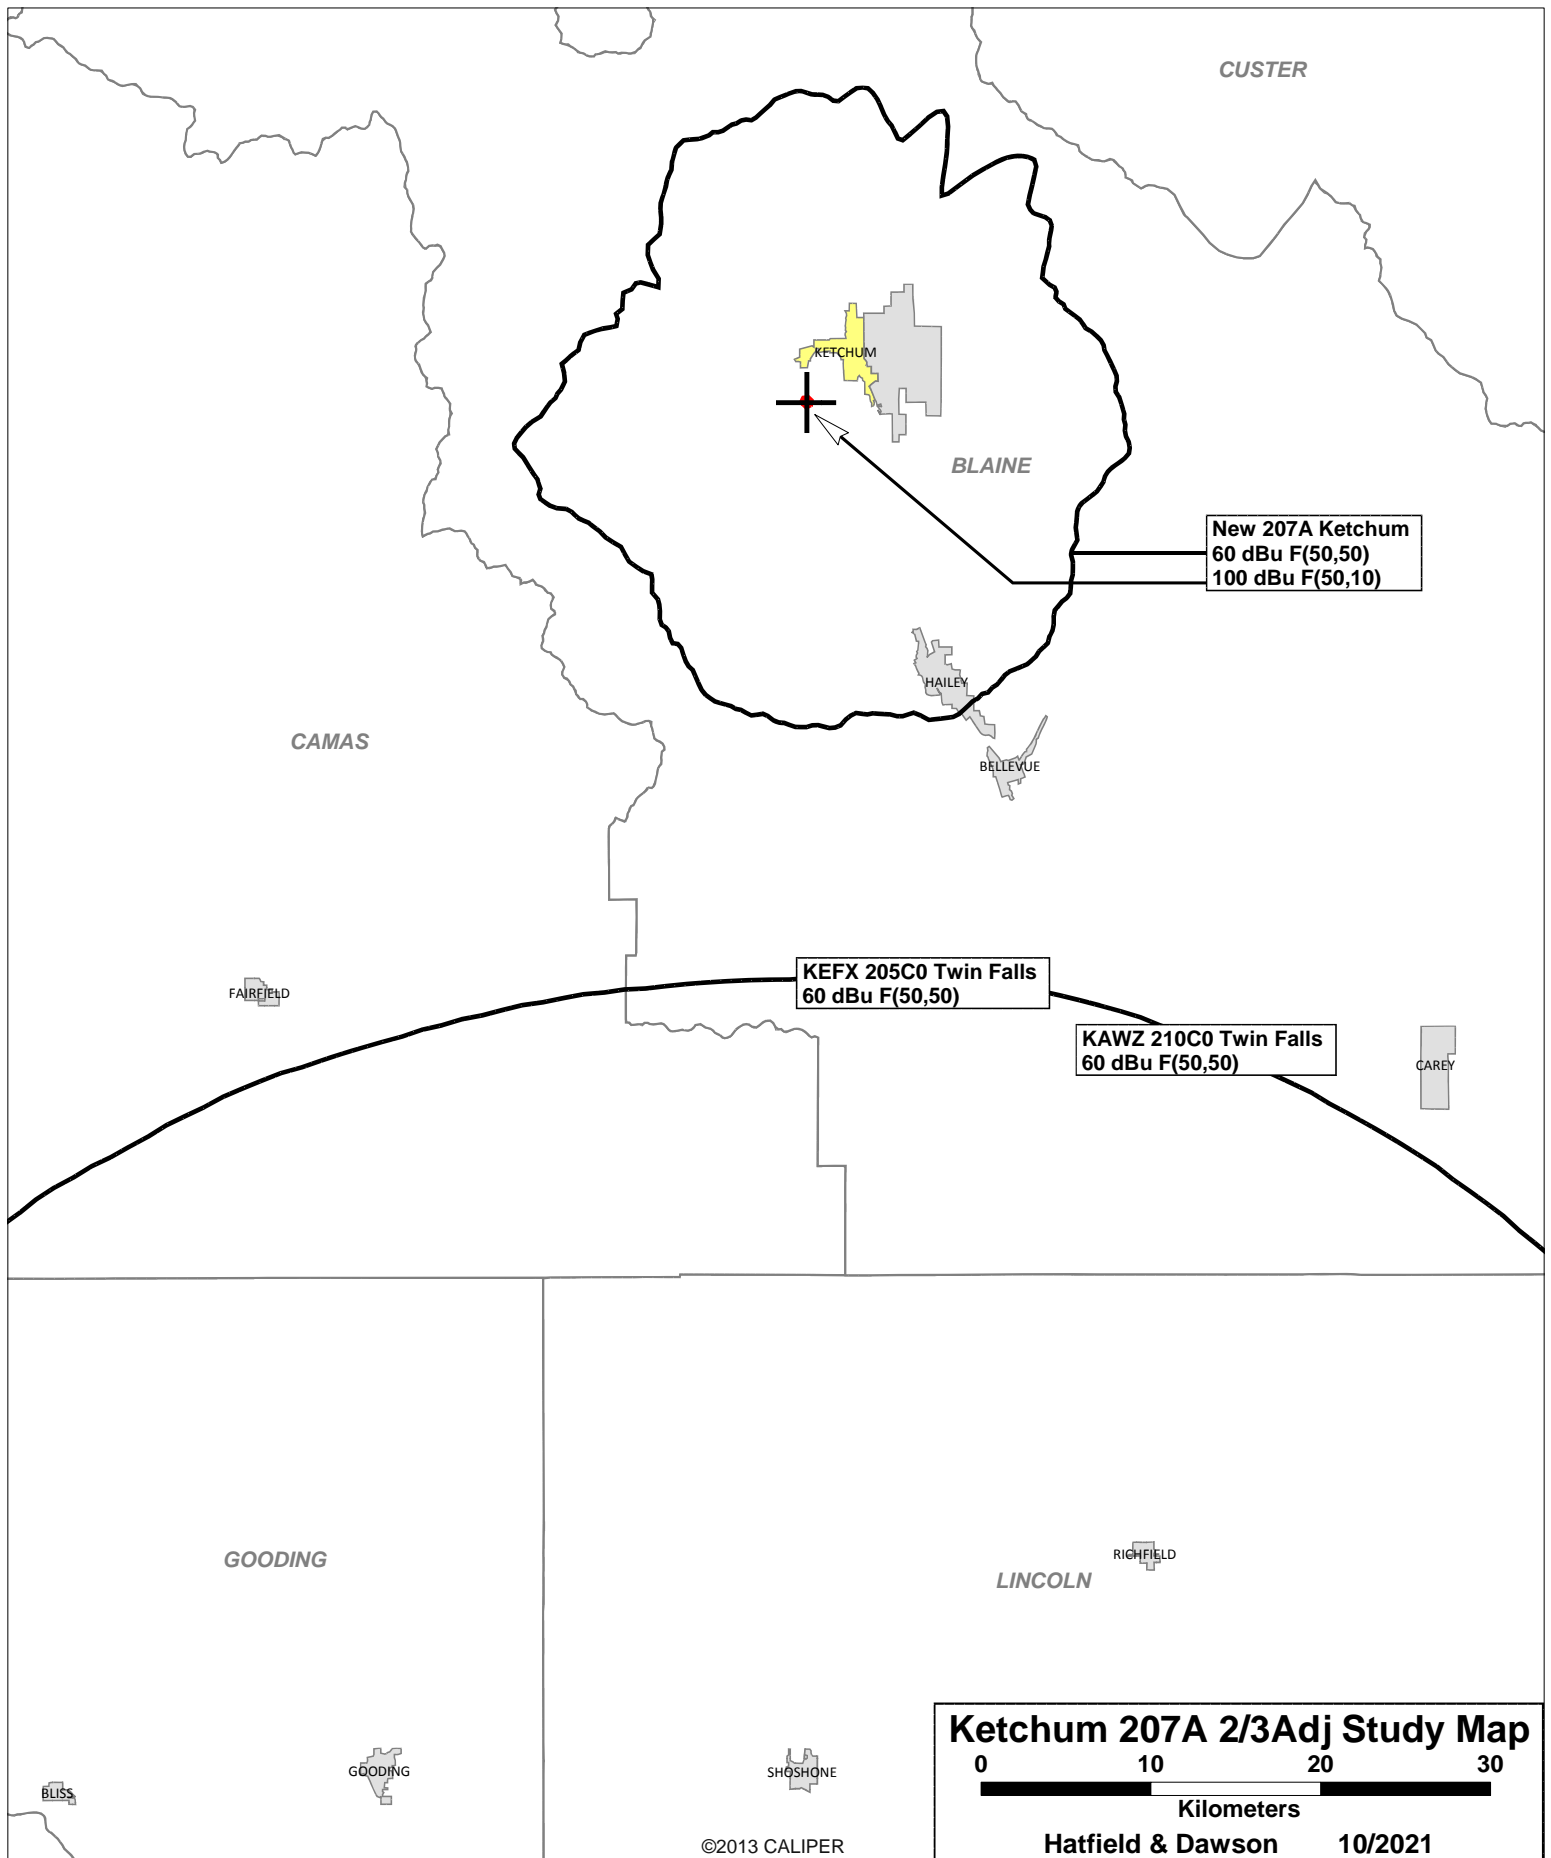 CUSTER
KETCHUM
BLAINE
New 207A Ketchum
60 dBu F(50,50)
100 dBu F(50,10)
HAILEY
CAMAS
BELLEVUE
KEFX 205C0 Twin Falls
60 dBu F(50,50)
FAIRFIELD
KAWZ 210C0 Twin Falls
60 dBu F(50,50)
CAREY
GOODING
RICHFIELD
LINCOLN
Ketchum 207A 2/3Adj Study Map
0 10 20 30
Kilometers
GOODING
SHOSHONE
BLISS
©2013 CALIPER
Hatfield & Dawson 10/2021